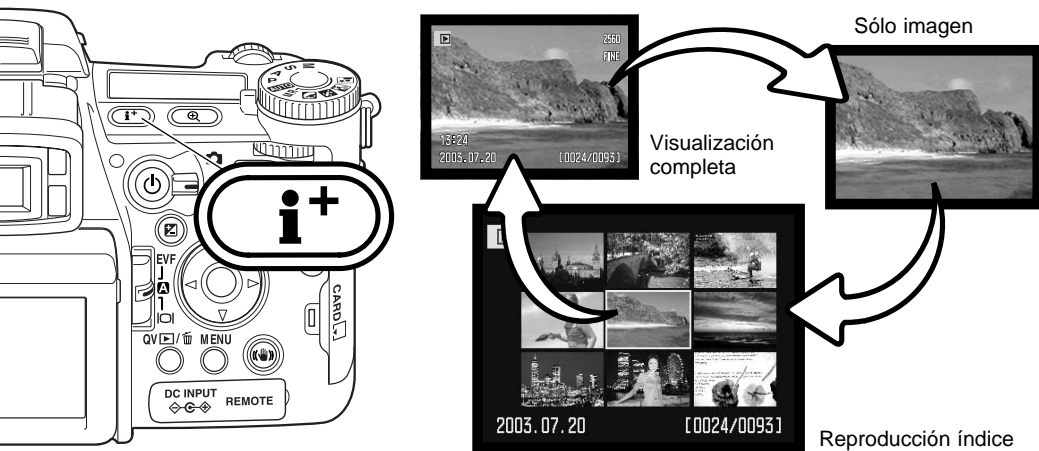 M
S
A
P
AUTO
i+
i+
EVF
A
QV / MENU
CARD
DC INPUT
REMOTE
2560
FINE
13:24
2003.07.20 [0024/0093]
Visualización
completa
Sólo imagen
2003.07.20 [0024/0093]
Reproducción índice